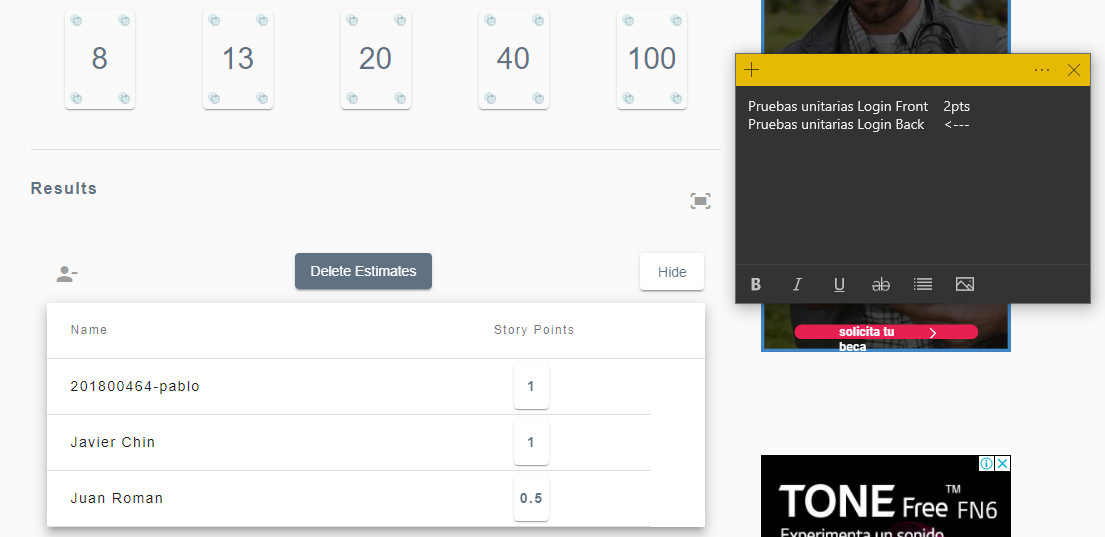 8 13 20 40 100
Results
Delete Estimates
Hide
Name Story Points
201800464-pablo 1
Javier Chin 1
Juan Roman 0.5
Pruebas unitarias Login Front 2pts
Pruebas unitarias Login Back <---
B I U ab
solicita tu
beca
TONE Free™ FN6
Experimenta un sonido